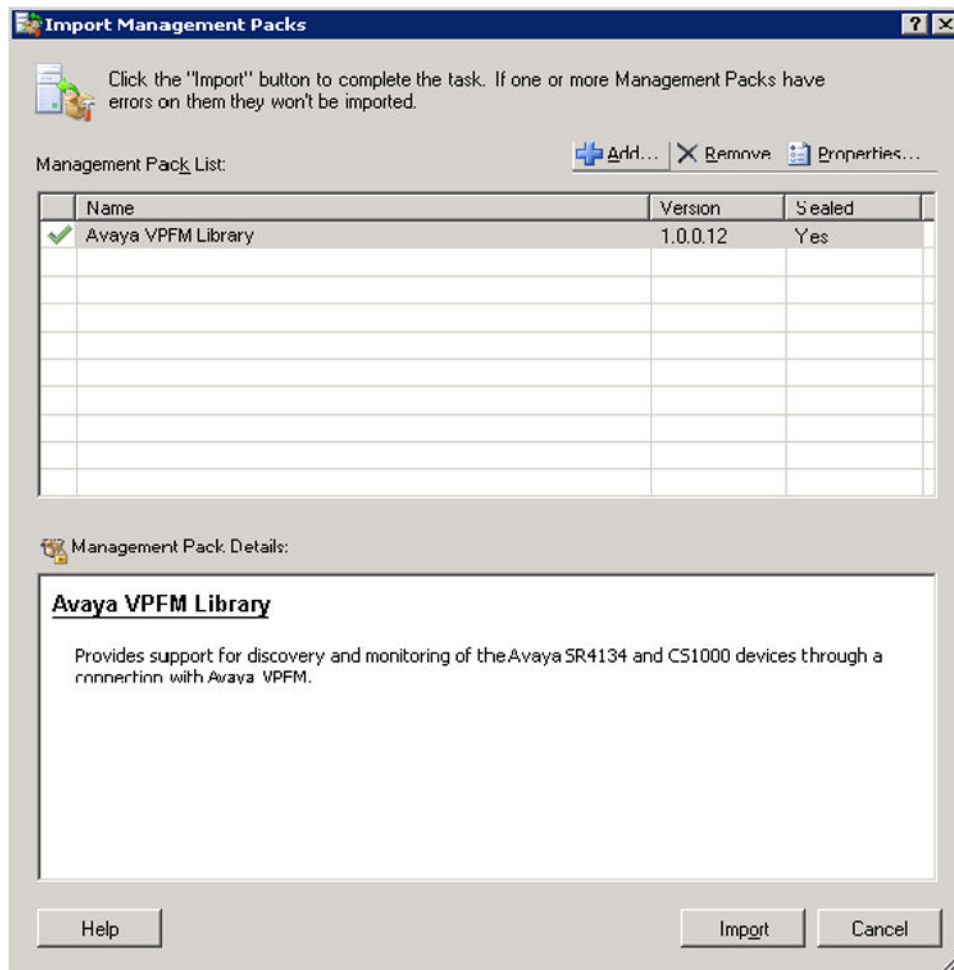 Import Management Packs
Click the "Import" button to complete the task. If one or more Management Packs have
errors on them they won't be imported.
Management Pack List:
Add... Remove Properties...
Name Version Sealed
Avaya VPFM Library 1.0.0.12 Yes
Management Pack Details:
Avaya VPFM Library
Provides support for discovery and monitoring of the Avaya SR4134 and CS1000 devices through a
connection with Avaya VPFM.
Help Import Cancel